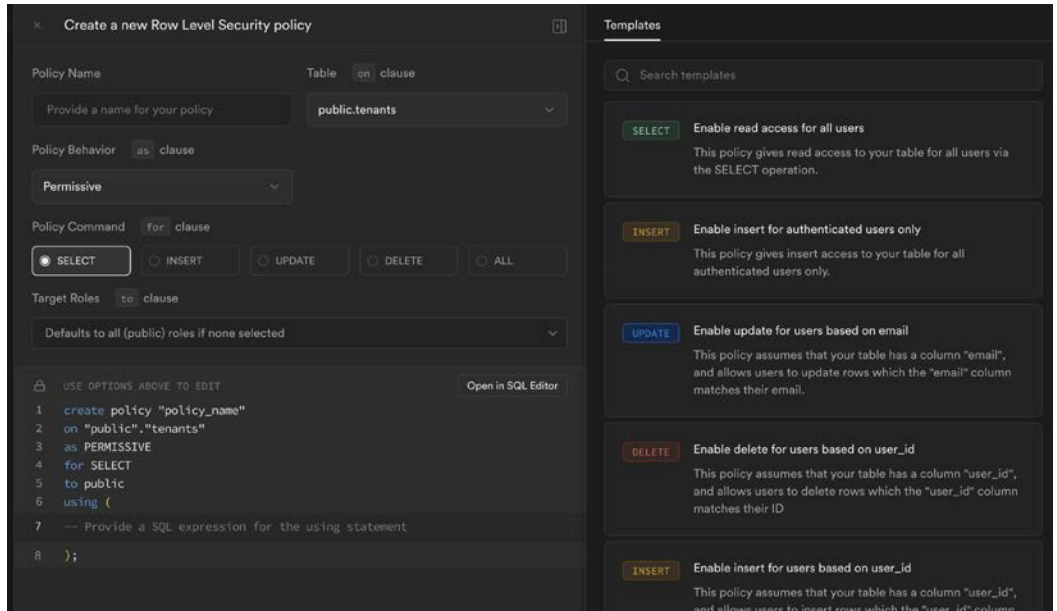 Create a new Row Level Security policy
Policy Name
Table on clause
Provide a name for your policy
public.tenants
Policy Behavior as clause
Permissive
Policy Command for clause
SELECT
INSERT
UPDATE
DELETE
ALL
Target Roles to clause
Defaults to all (public) roles if none selected
USE OPTIONS ABOVE TO EDIT
Open in SQL Editor
1 create policy "policy_name"
2 on "public"."tenants"
3 as PERMISSIVE
4 for SELECT
5 to public
6 using (
7 -- Provide a SQL expression for the using statement
8 );
Templates
Search templates
SELECT
Enable read access for all users
This policy gives read access to your table for all users via
the SELECT operation.
INSERT
Enable insert for authenticated users only
This policy gives insert access to your table for all
authenticated users only.
UPDATE
Enable update for users based on email
This policy assumes that your table has a column "email",
and allows users to update rows which the "email" column
matches their email.
DELETE
Enable delete for users based on user_id
This policy assumes that your table has a column "user_id",
and allows users to delete rows which the "user_id" column
matches their ID
INSERT
Enable insert for users based on user_id
This policy assumes that your table has a column "user_id",
and allows users to insert rows which the "user_id" column